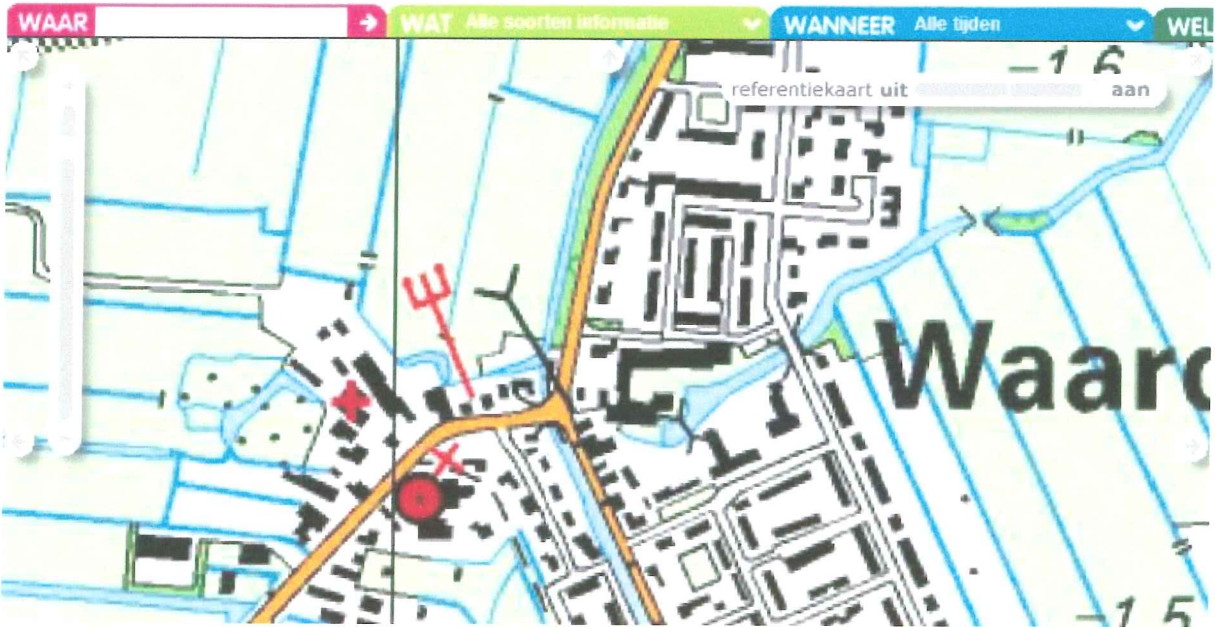 WAAR WAT Alle soorten informatie WANNEER Alle tijden WEL
-1 6
referentiekaart uit aan
Waard
-1 5